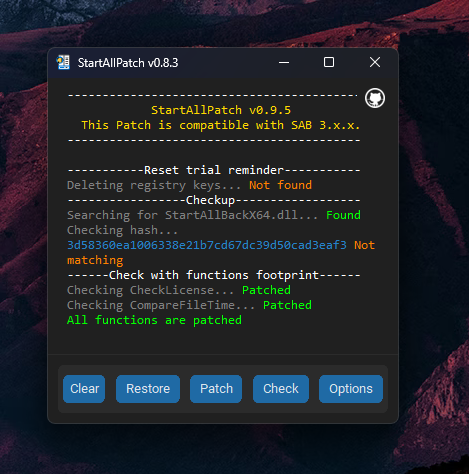 StartAllPatch v0.8.3
-----------------------------------------
StartAllPatch v0.9.5
This Patch is compatible with SAB 3.x.x.
------------------------------------------
-----------Reset trial reminder-----------
Deleting registry keys... Not found
-----------------Checkup------------------
Searching for StartAllBackX64.dll... Found
Checking hash...
3d58360ea1006338e21b7cd67dc39d50cad3eaf3 Not
matching
------Check with functions footprint------
Checking CheckLicense... Patched
Checking CompareFileTime... Patched
All functions are patched
Clear Restore Patch Check Options